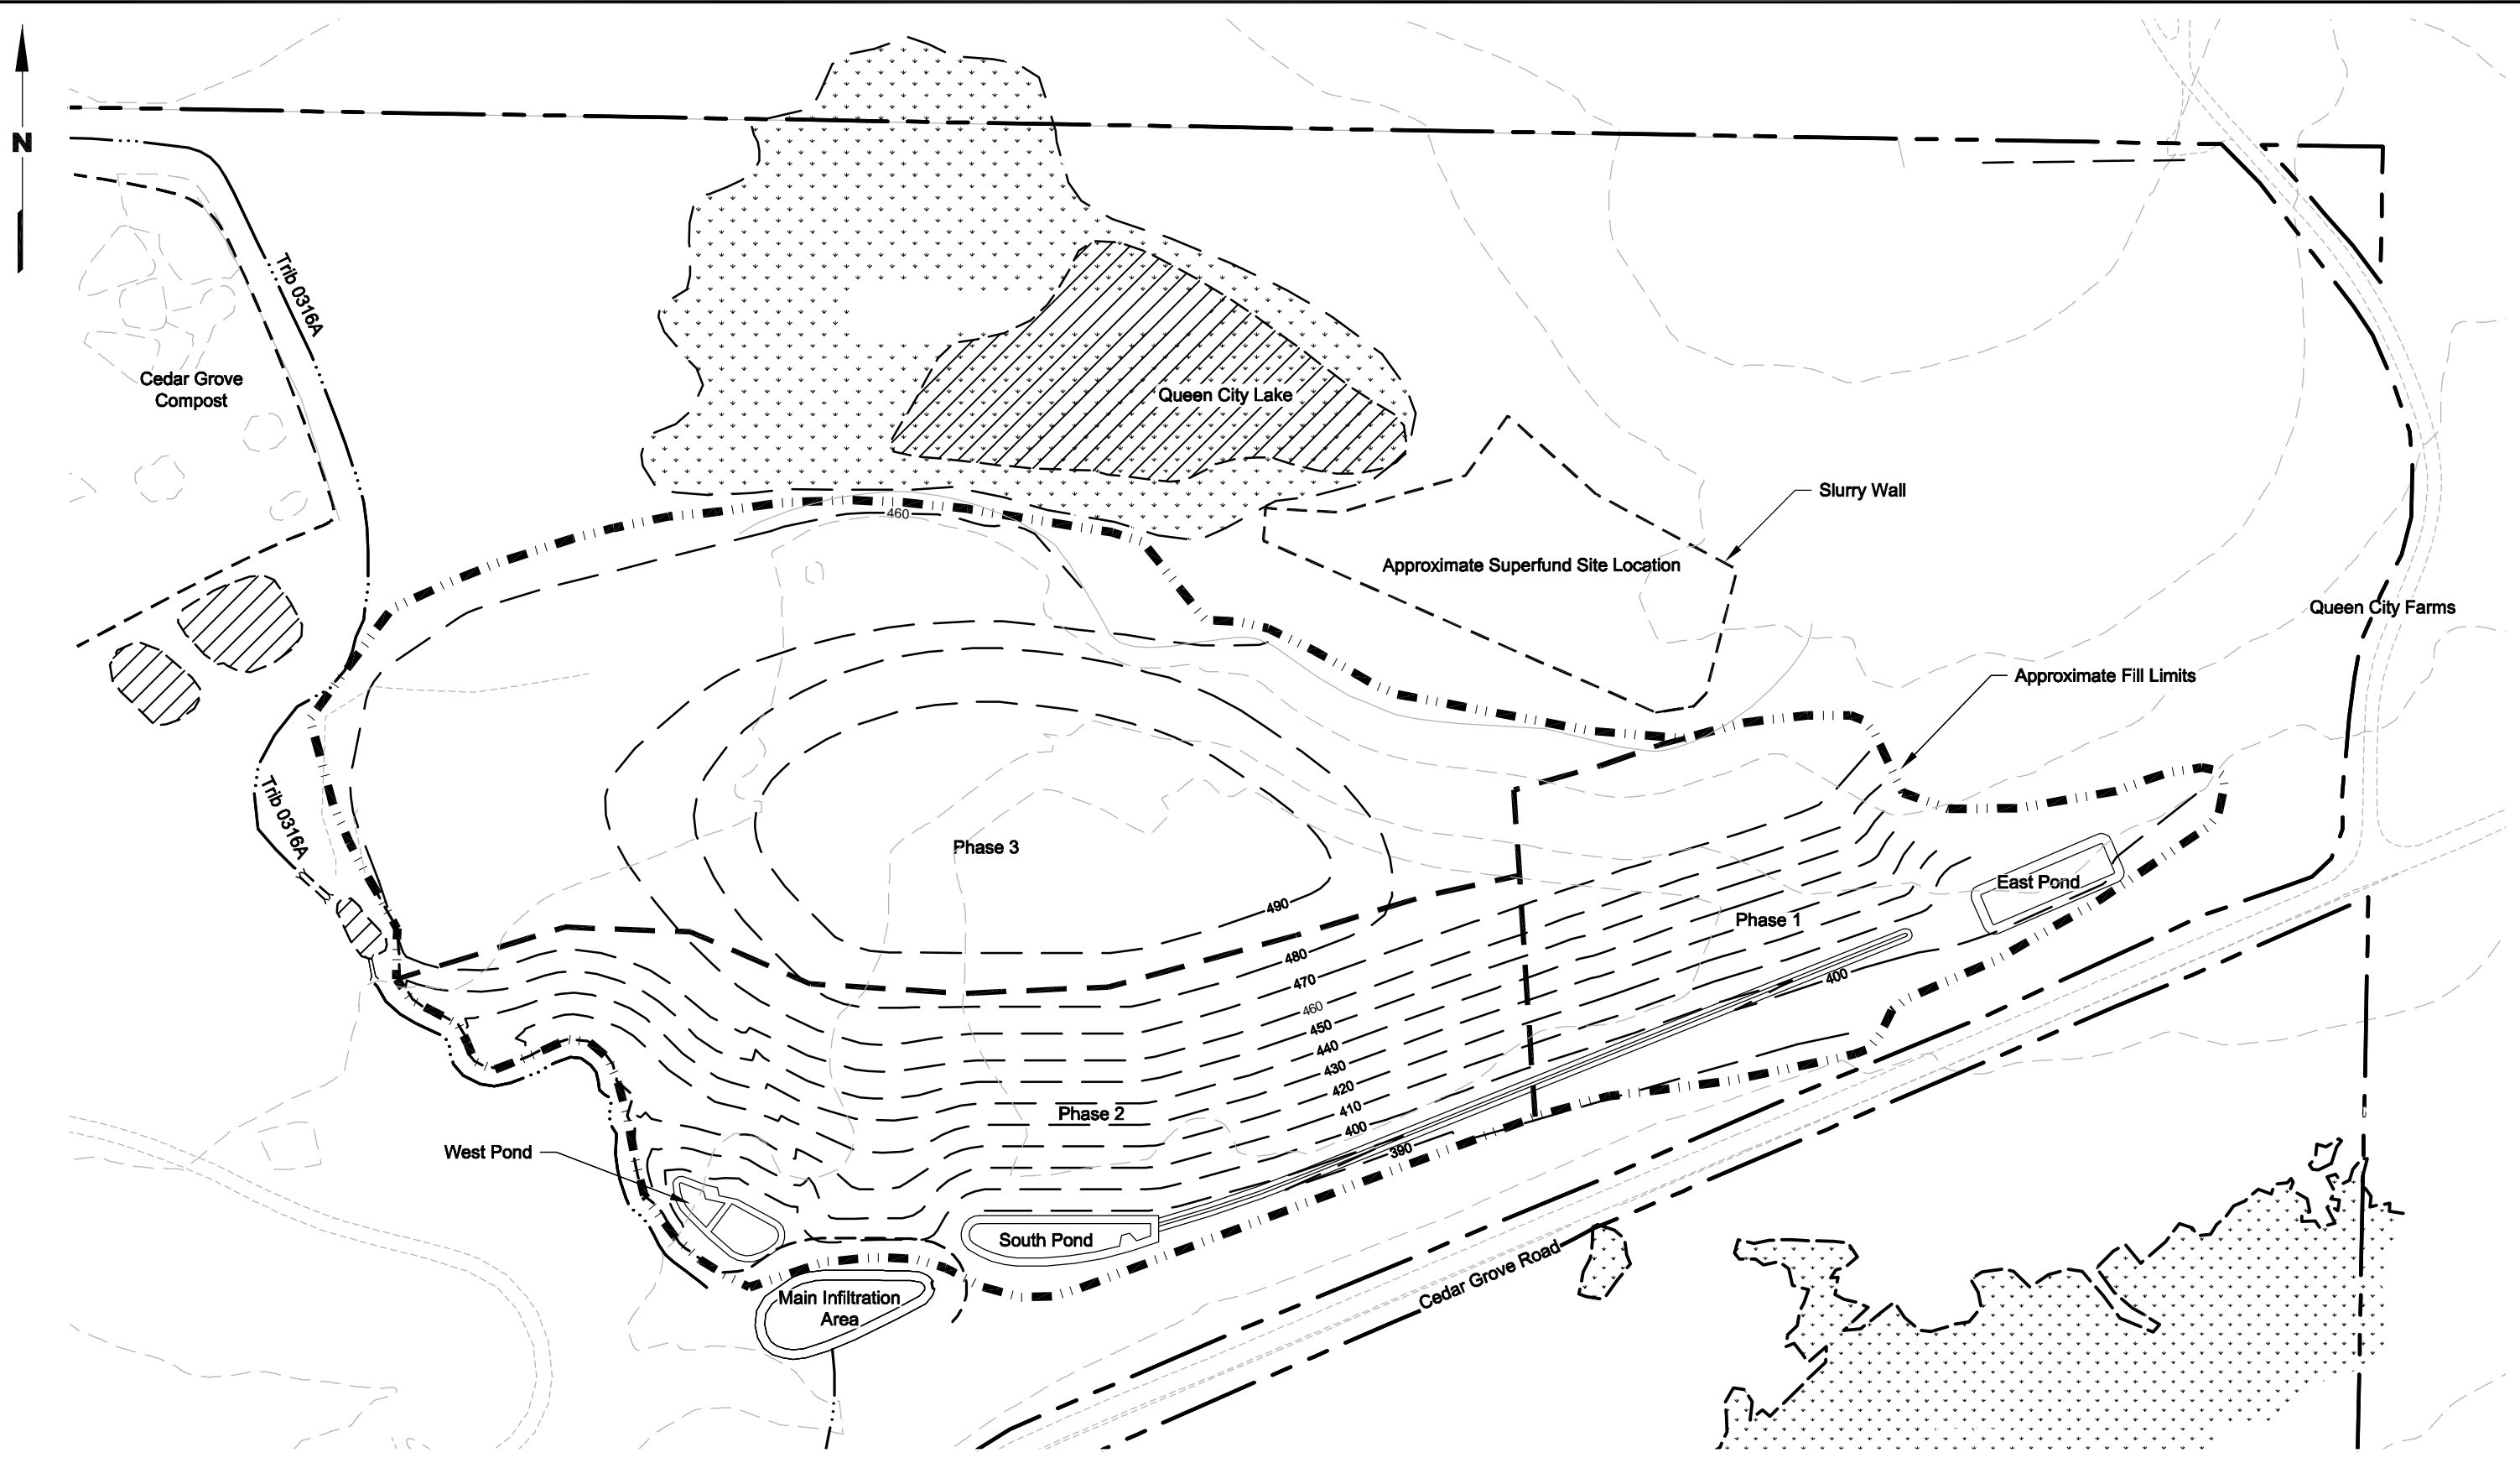 N
Trib 0316A
Cedar Grove
Compost
Queen City Lake
Slurry Wall
460
Approximate Superfund Site Location
Queen City Farms
Approximate Fill Limits
Trib 0316A
Phase 3
East Pond
490
Phase 1
480
400
470
460
450
440
430
420
410
400
390
Phase 2
West Pond
South Pond
Cedar Grove Road
Main Infiltration
Area